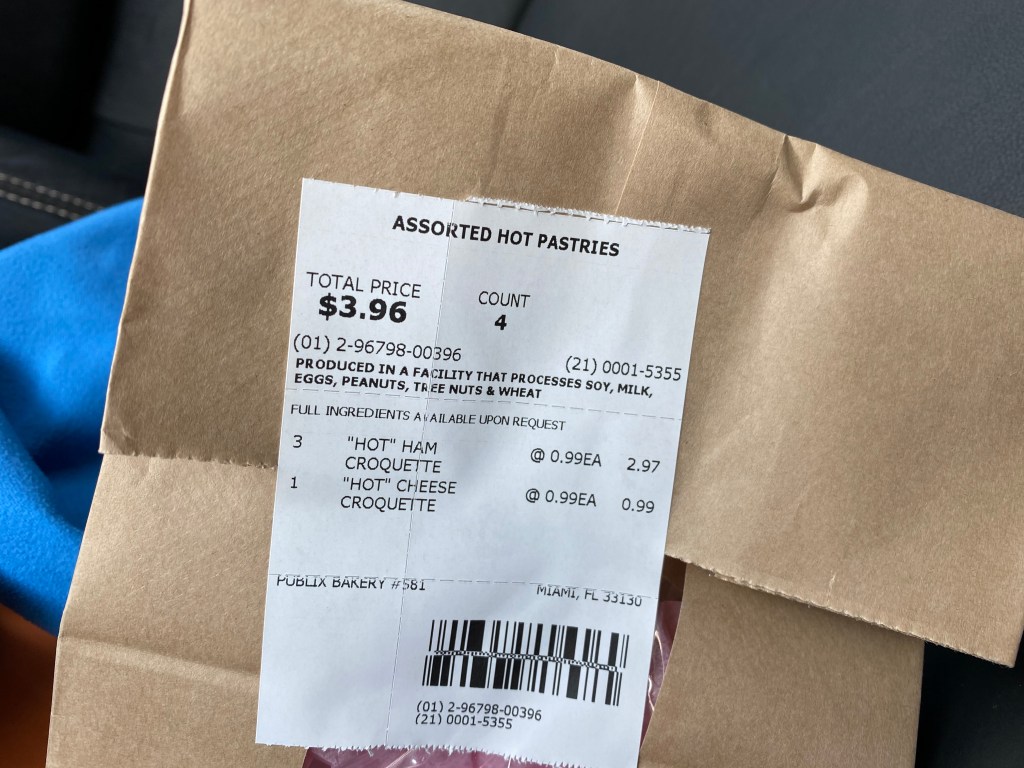 ASSORTED HOT PASTRIES
TOTAL PRICE
$3.96
COUNT
4
(01) 2-96798-00396
(21) 0001-5355
PRODUCED IN A FACILITY THAT PROCESSES SOY, MILK,
EGGS, PEANUTS, TREE NUTS & WHEAT
FULL INGREDIENTS AVAILABLE UPON REQUEST
3 "HOT" HAM @ 0.99EA 2.97
CROQUETTE
1 "HOT" CHEESE @ 0.99EA 0.99
CROQUETTE
PUBLIX BAKERY #581 MIAMI, FL 33130
(01) 2-96798-00396
(21) 0001-5355